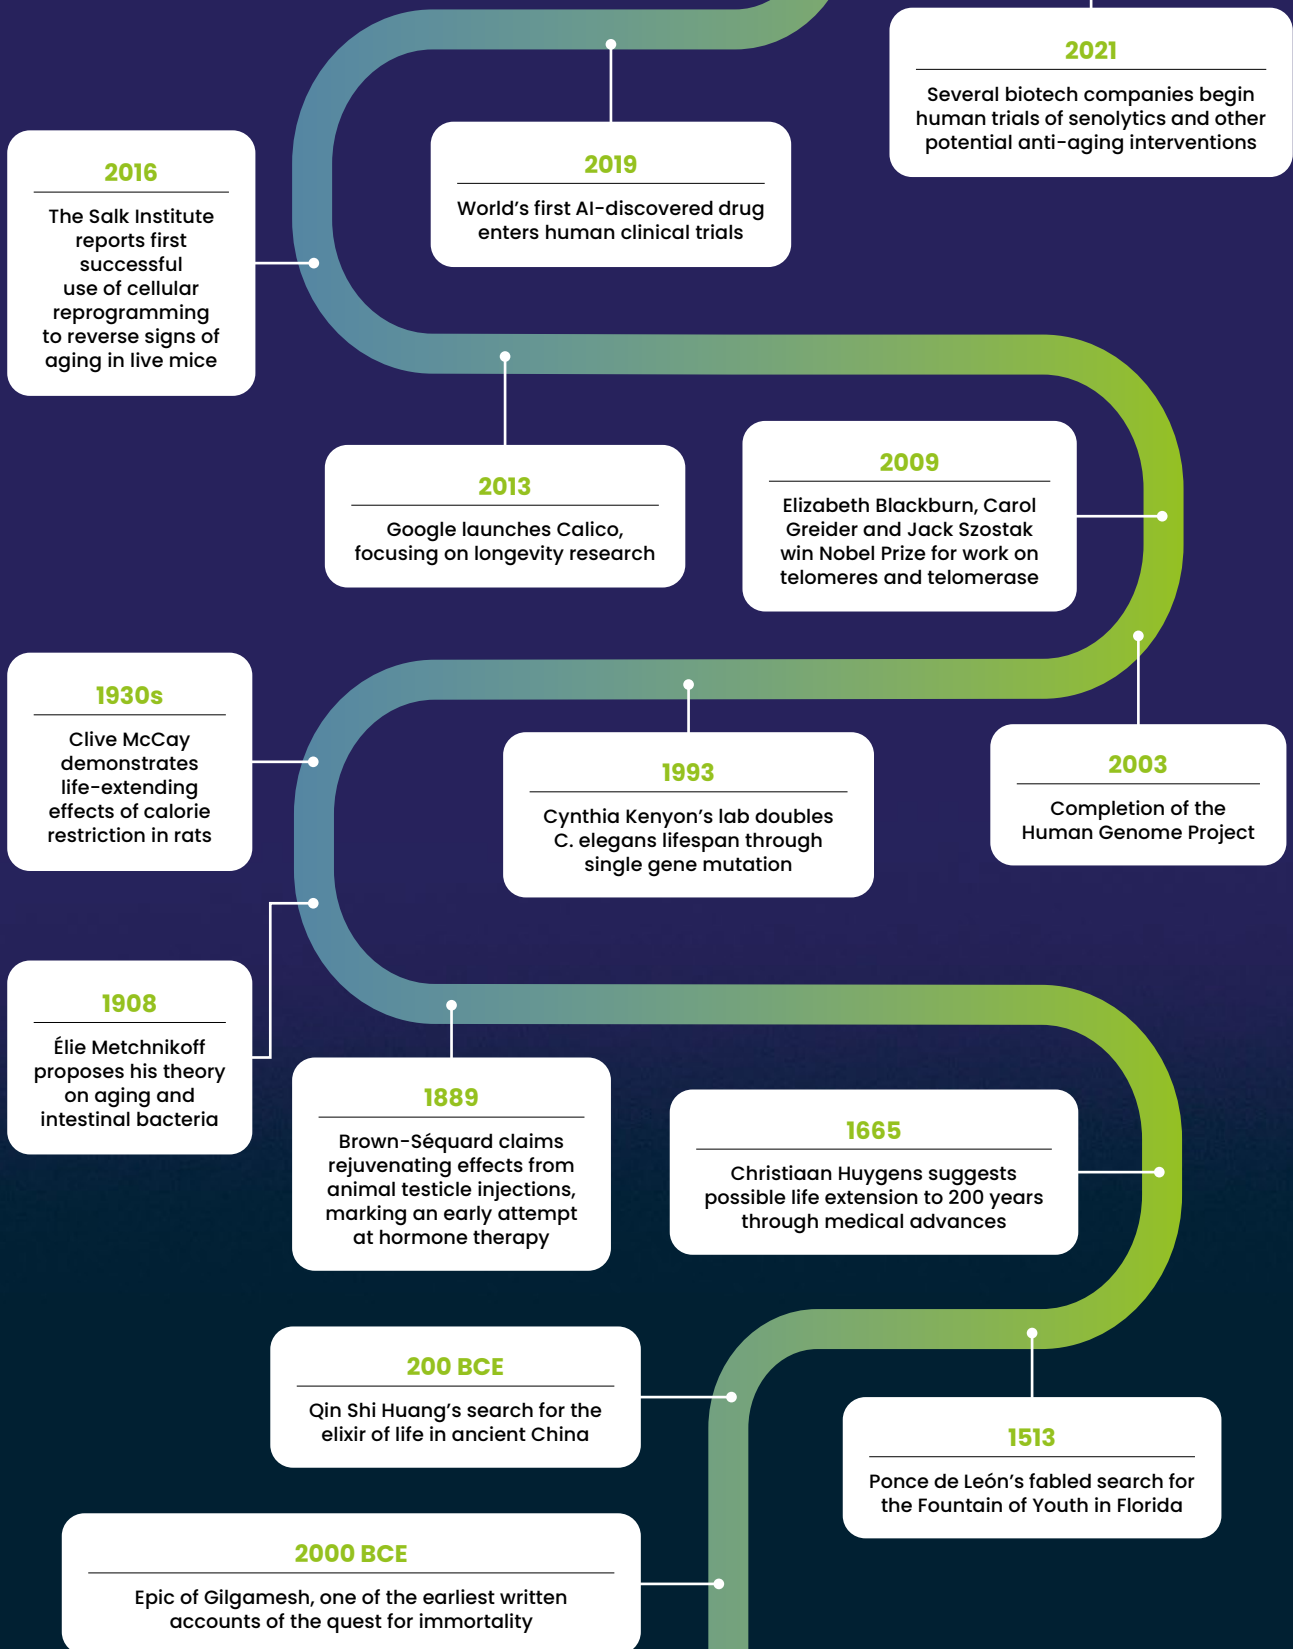 2021
Several biotech companies begin
human trials of senolytics and other
potential anti-aging interventions
2019
World's first AI-discovered drug
enters human clinical trials
2016
The Salk Institute
reports first
successful
use of cellular
reprogramming
to reverse signs of
aging in live mice
2013
Google launches Calico,
focusing on longevity research
2009
Elizabeth Blackburn, Carol
Greider and Jack Szostak
win Nobel Prize for work on
telomeres and telomerase
2003
Completion of the
Human Genome Project
1993
Cynthia Kenyon's lab doubles
C. elegans lifespan through
single gene mutation
1930s
Clive McCay
demonstrates
life-extending
effects of calorie
restriction in rats
1908
Élie Metchnikoff
proposes his theory
on aging and
intestinal bacteria
1889
Brown-Séquard claims
rejuvenating effects from
animal testicle injections,
marking an early attempt
at hormone therapy
1665
Christiaan Huygens suggests
possible life extension to 200 years
through medical advances
1513
Ponce de León's fabled search for
the Fountain of Youth in Florida
200 BCE
Qin Shi Huang's search for the
elixir of life in ancient China
2000 BCE
Epic of Gilgamesh, one of the earliest written
accounts of the quest for immortality